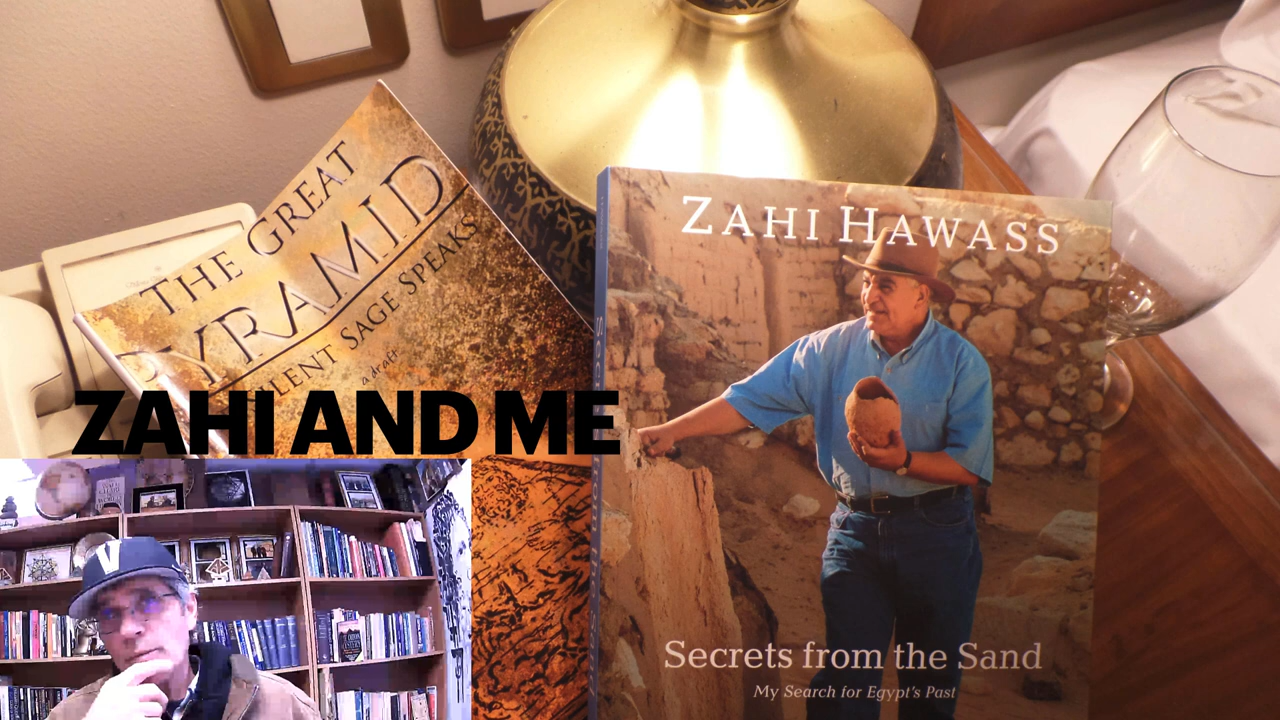 THE GREAT
PYRAMID
SILENT SAGE SPEAKS
a draft
ZAHI AND ME
ZAHI HAWASS
Secrets from the Sand
My Search for Egypt's Past
V